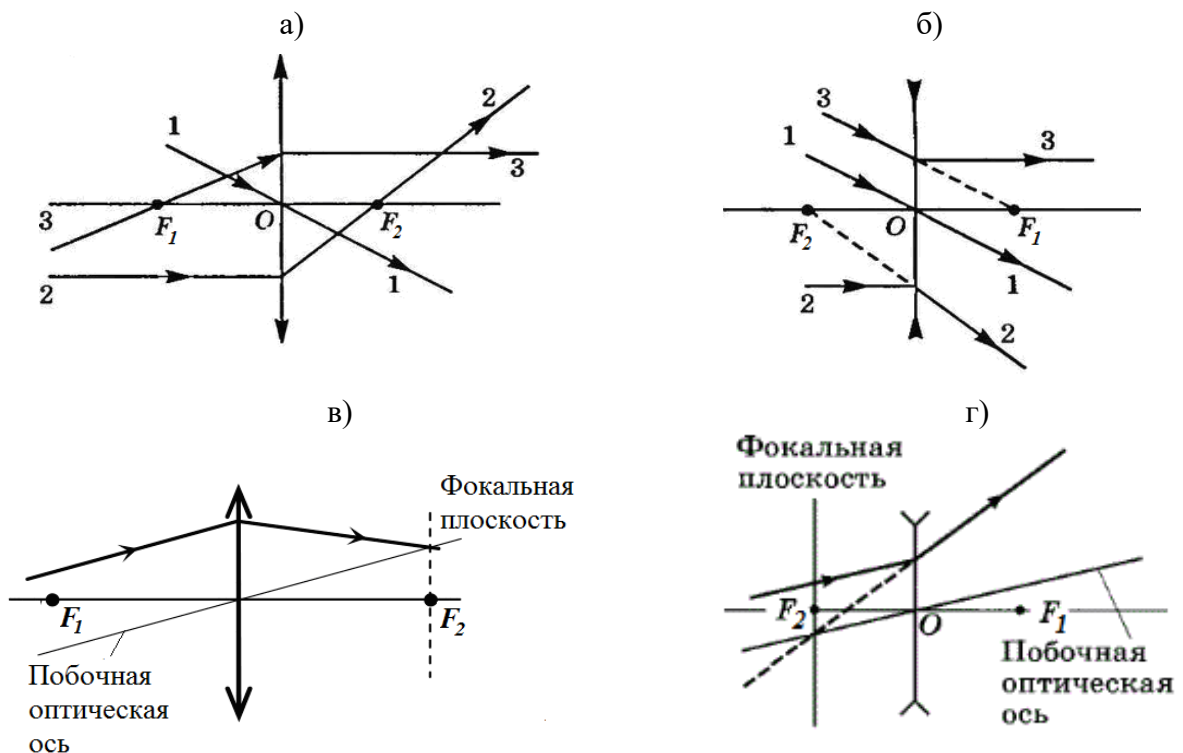 а)
1
2
3
3
F₁
O
F₂
2
1
б)
3
1
3
F₂
O
F₁
2
1
2
в)
Фокальная
плоскость
F₁
F₂
Побочная
оптическая
ось
г)
Фокальная
плоскость
F₂
O
F₁
Побочная
оптическая
ось